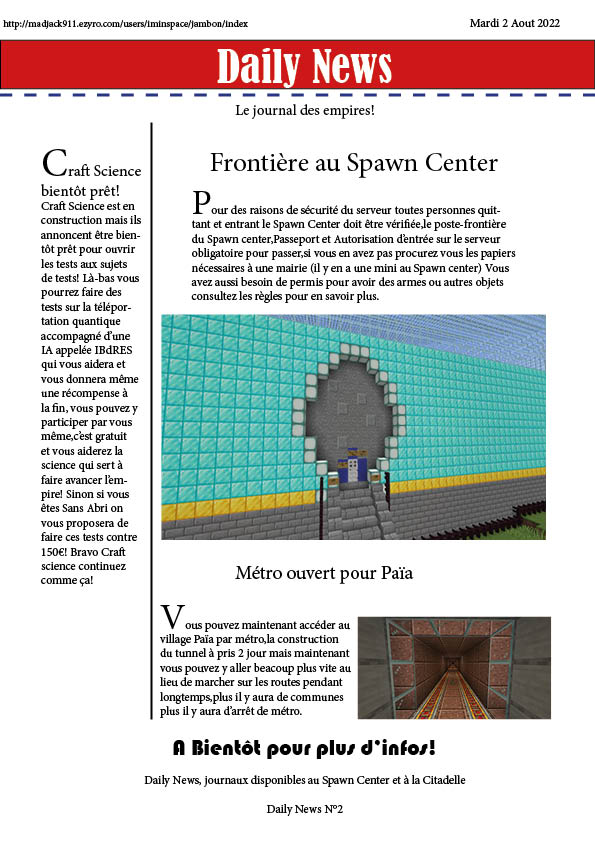 http://madjack911.ezyro.com/users/iminspace/jambon/index
Mardi 2 Aout 2022
Daily News
Le journal des empires!
Craft Science
bientôt prêt!
Craft Science est en
construction mais ils
annoncent être bien-
tôt prêt pour ouvrir
les tests aux sujets
de tests! Là-bas vous
pourrez faire des
tests sur la télépor-
tation quantique
accompagné d'une
IA appelée IBdRES
qui vous aidera et
vous donnera même
une récompense à
la fin, vous pouvez y
participer par vous
même,c'est gratuit
et vous aiderez la
science qui sert à
faire avancer l'em-
pire! Sinon si vous
êtes Sans Abri on
vous proposera de
faire ces tests contre
150€! Bravo Craft
science continuez
comme ça!
Frontière au Spawn Center
Pour des raisons de sécurité du serveur toutes personnes quit-
tant et entrant le Spawn Center doit être vérifiée,le poste-frontière
du Spawn center,Passeport et Autorisation d'entrée sur le serveur
obligatoire pour passer,si vous en avez pas procurez vous les papiers
nécessaires à une mairie (il y en a une mini au Spawn center) Vous
avez aussi besoin de permis pour avoir des armes ou autres objets
consultez les règles pour en savoir plus.
Métro ouvert pour Païa
Vous pouvez maintenant accéder au
village Païa par métro,la construction
du tunnel à pris 2 jour mais maintenant
vous pouvez y aller beaucoup plus vite au
lieu de marcher sur les routes pendant
longtemps,plus il y aura de communes
plus il y aura d'arrêt de métro.
A Bientôt pour plus d'infos!
Daily News, journaux disponibles au Spawn Center et à la Citadelle
Daily News N°2